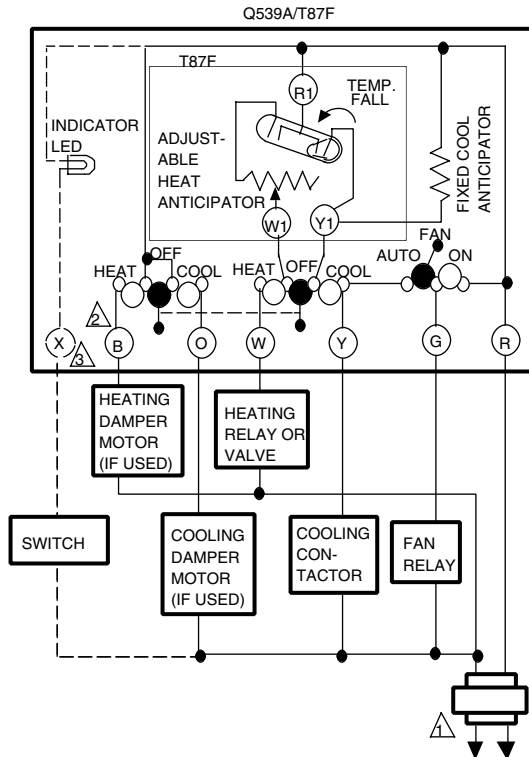 Q539A/T87F
T87F
R1
TEMP.
FALL
INDICATOR
LED
ADJUST-
ABLE
HEAT
ANTICIPATOR
FIXED COOL
ANTICIPATOR
W1
Y1
FAN
AUTO
ON
OFF
HEAT
COOL
OFF
HEAT
COOL
2
3
X
B
O
W
Y
G
R
HEATING
DAMPER
MOTOR
(IF USED)
HEATING
RELAY OR
VALVE
SWITCH
COOLING
DAMPER
MOTOR
(IF USED)
COOLING
CON-
TACTOR
FAN
RELAY
1